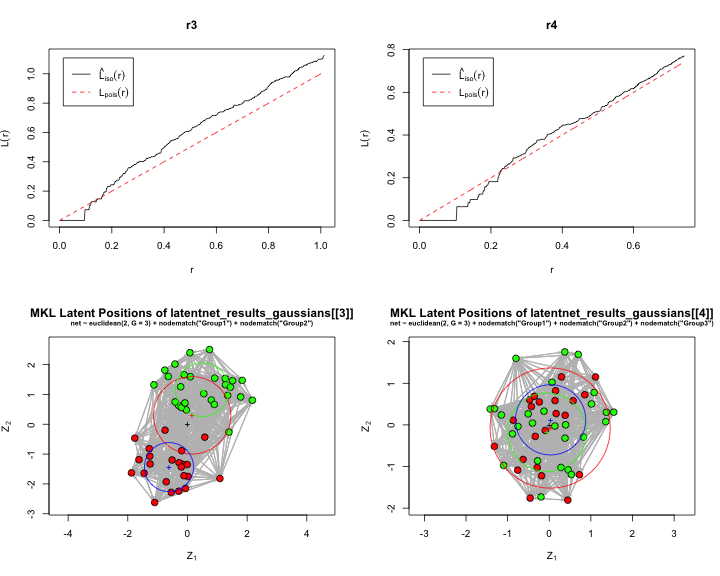 r3
r4
L̂iso(r)
Lpois(r)
L̂iso(r)
Lpois(r)
L(r)
0.0 0.2 0.4 0.6 0.8 1.0
0.0 0.2 0.4 0.6 0.8 1.0
r
L(r)
0.0 0.2 0.4 0.6 0.8
0.0 0.2 0.4 0.6
r
MKL Latent Positions of latentnet_results_gaussians[[3]]
net ~ euclidean(2, G = 3) + nodematch("Group1") + nodematch("Group2")
MKL Latent Positions of latentnet_results_gaussians[[4]]
net ~ euclidean(2, G = 3) + nodematch("Group1") + nodematch("Group2") + nodematch("Group3")
Z2
-3 -2 -1 0 1 2
-4 -2 0 2 4
Z1
Z2
-2 -1 0 1 2
-3 -2 -1 0 1 2 3
Z1